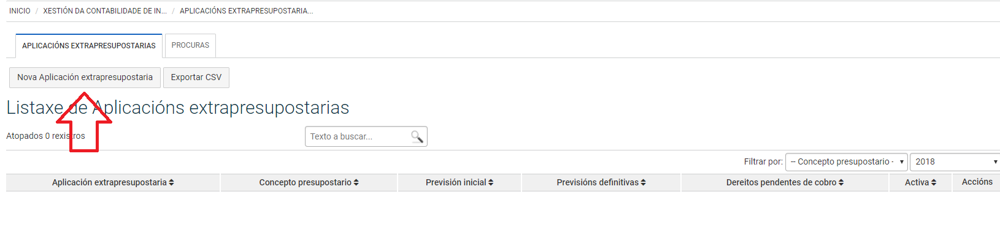 INICIO / XESTIÓN DA CONTABILIDADE DE IN... / APLICACIÓNS EXTRAPRESUPOSTARIA...
APLICACIÓNS EXTRAPRESUPOSTARIAS PROCURAS
Nova Aplicación extrapresupostaria Exportar CSV
Listaxe de Aplicacións extrapresupostarias
Atopados 0 rexistros Texto a buscar...
Filtrar por: -- Concepto presupostario - 2018
Aplicación extrapresupostaria Concepto presupostario Previsión inicial Previsións definitivas Dereitos pendentes de cobro Activa Accións